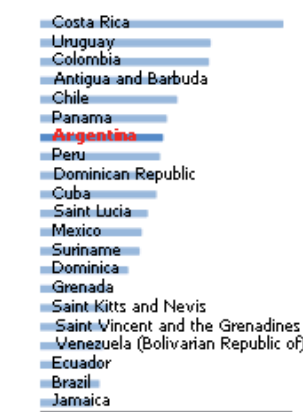 Costa Rica
Uruguay
Colombia
Antigua and Barbuda
Chile
Panama
Argentina
Peru
Dominican Republic
Cuba
Saint Lucia
Mexico
Suriname
Dominica
Grenada
Saint Kitts and Nevis
Saint Vincent and the Grenadines
Venezuela (Bolivarian Republic of)
Ecuador
Brazil
Jamaica